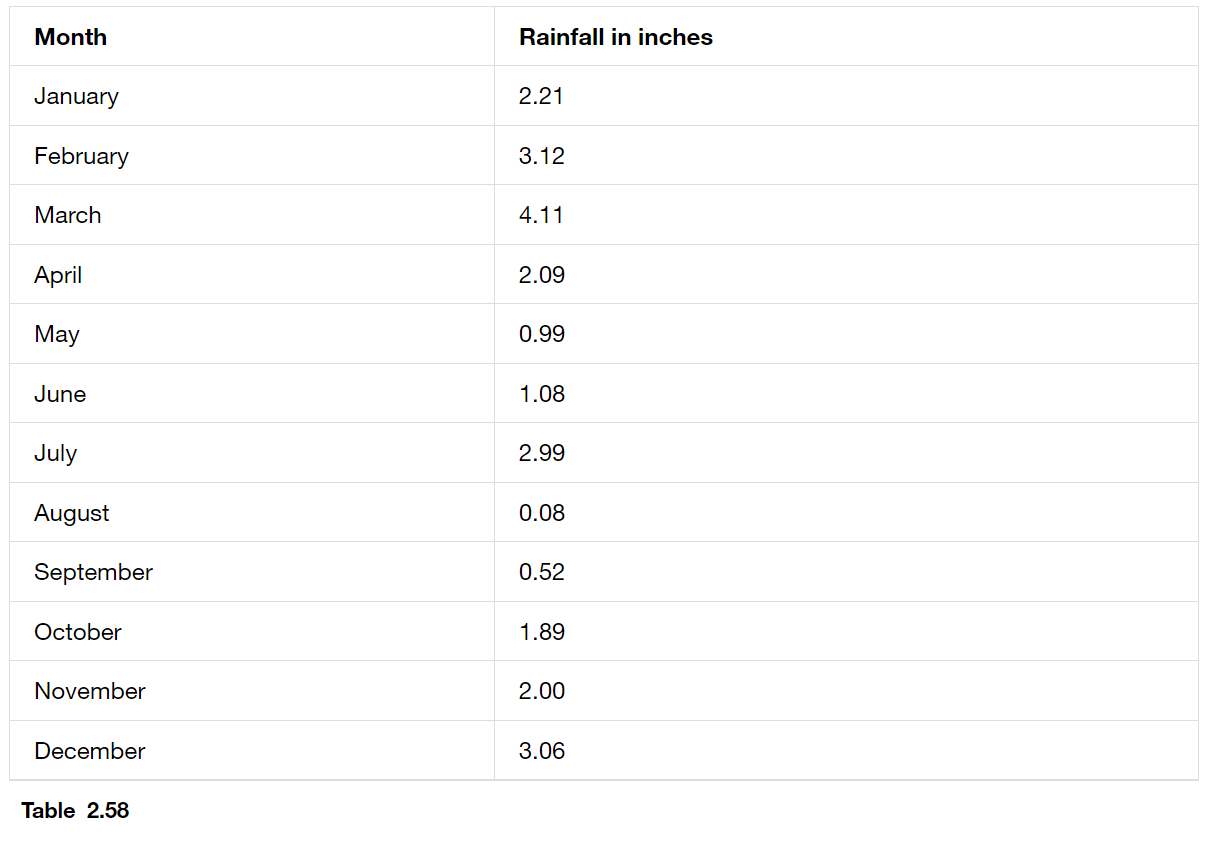 Month Rainfall in inches
January 2.21
February 3.12
March 4.11
April 2.09
May 0.99
June 1.08
July 2.99
August 0.08
September 0.52
October 1.89
November 2.00
December 3.06
Table 2.58